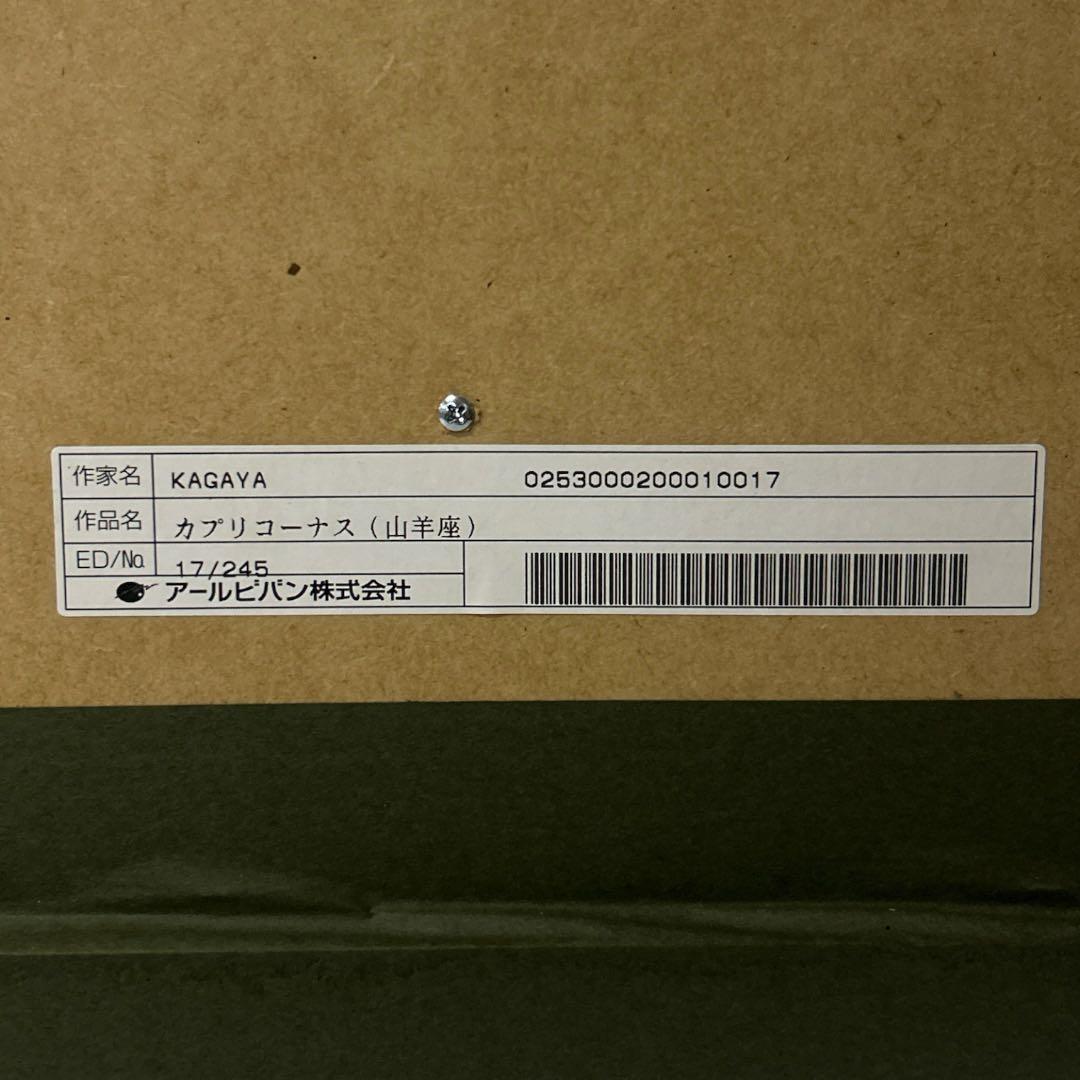 作家名 KAGAYA 0253000200010017
作品名 カプリコーナス(山羊座)
ED/No. 17/245
アールビバン株式会社